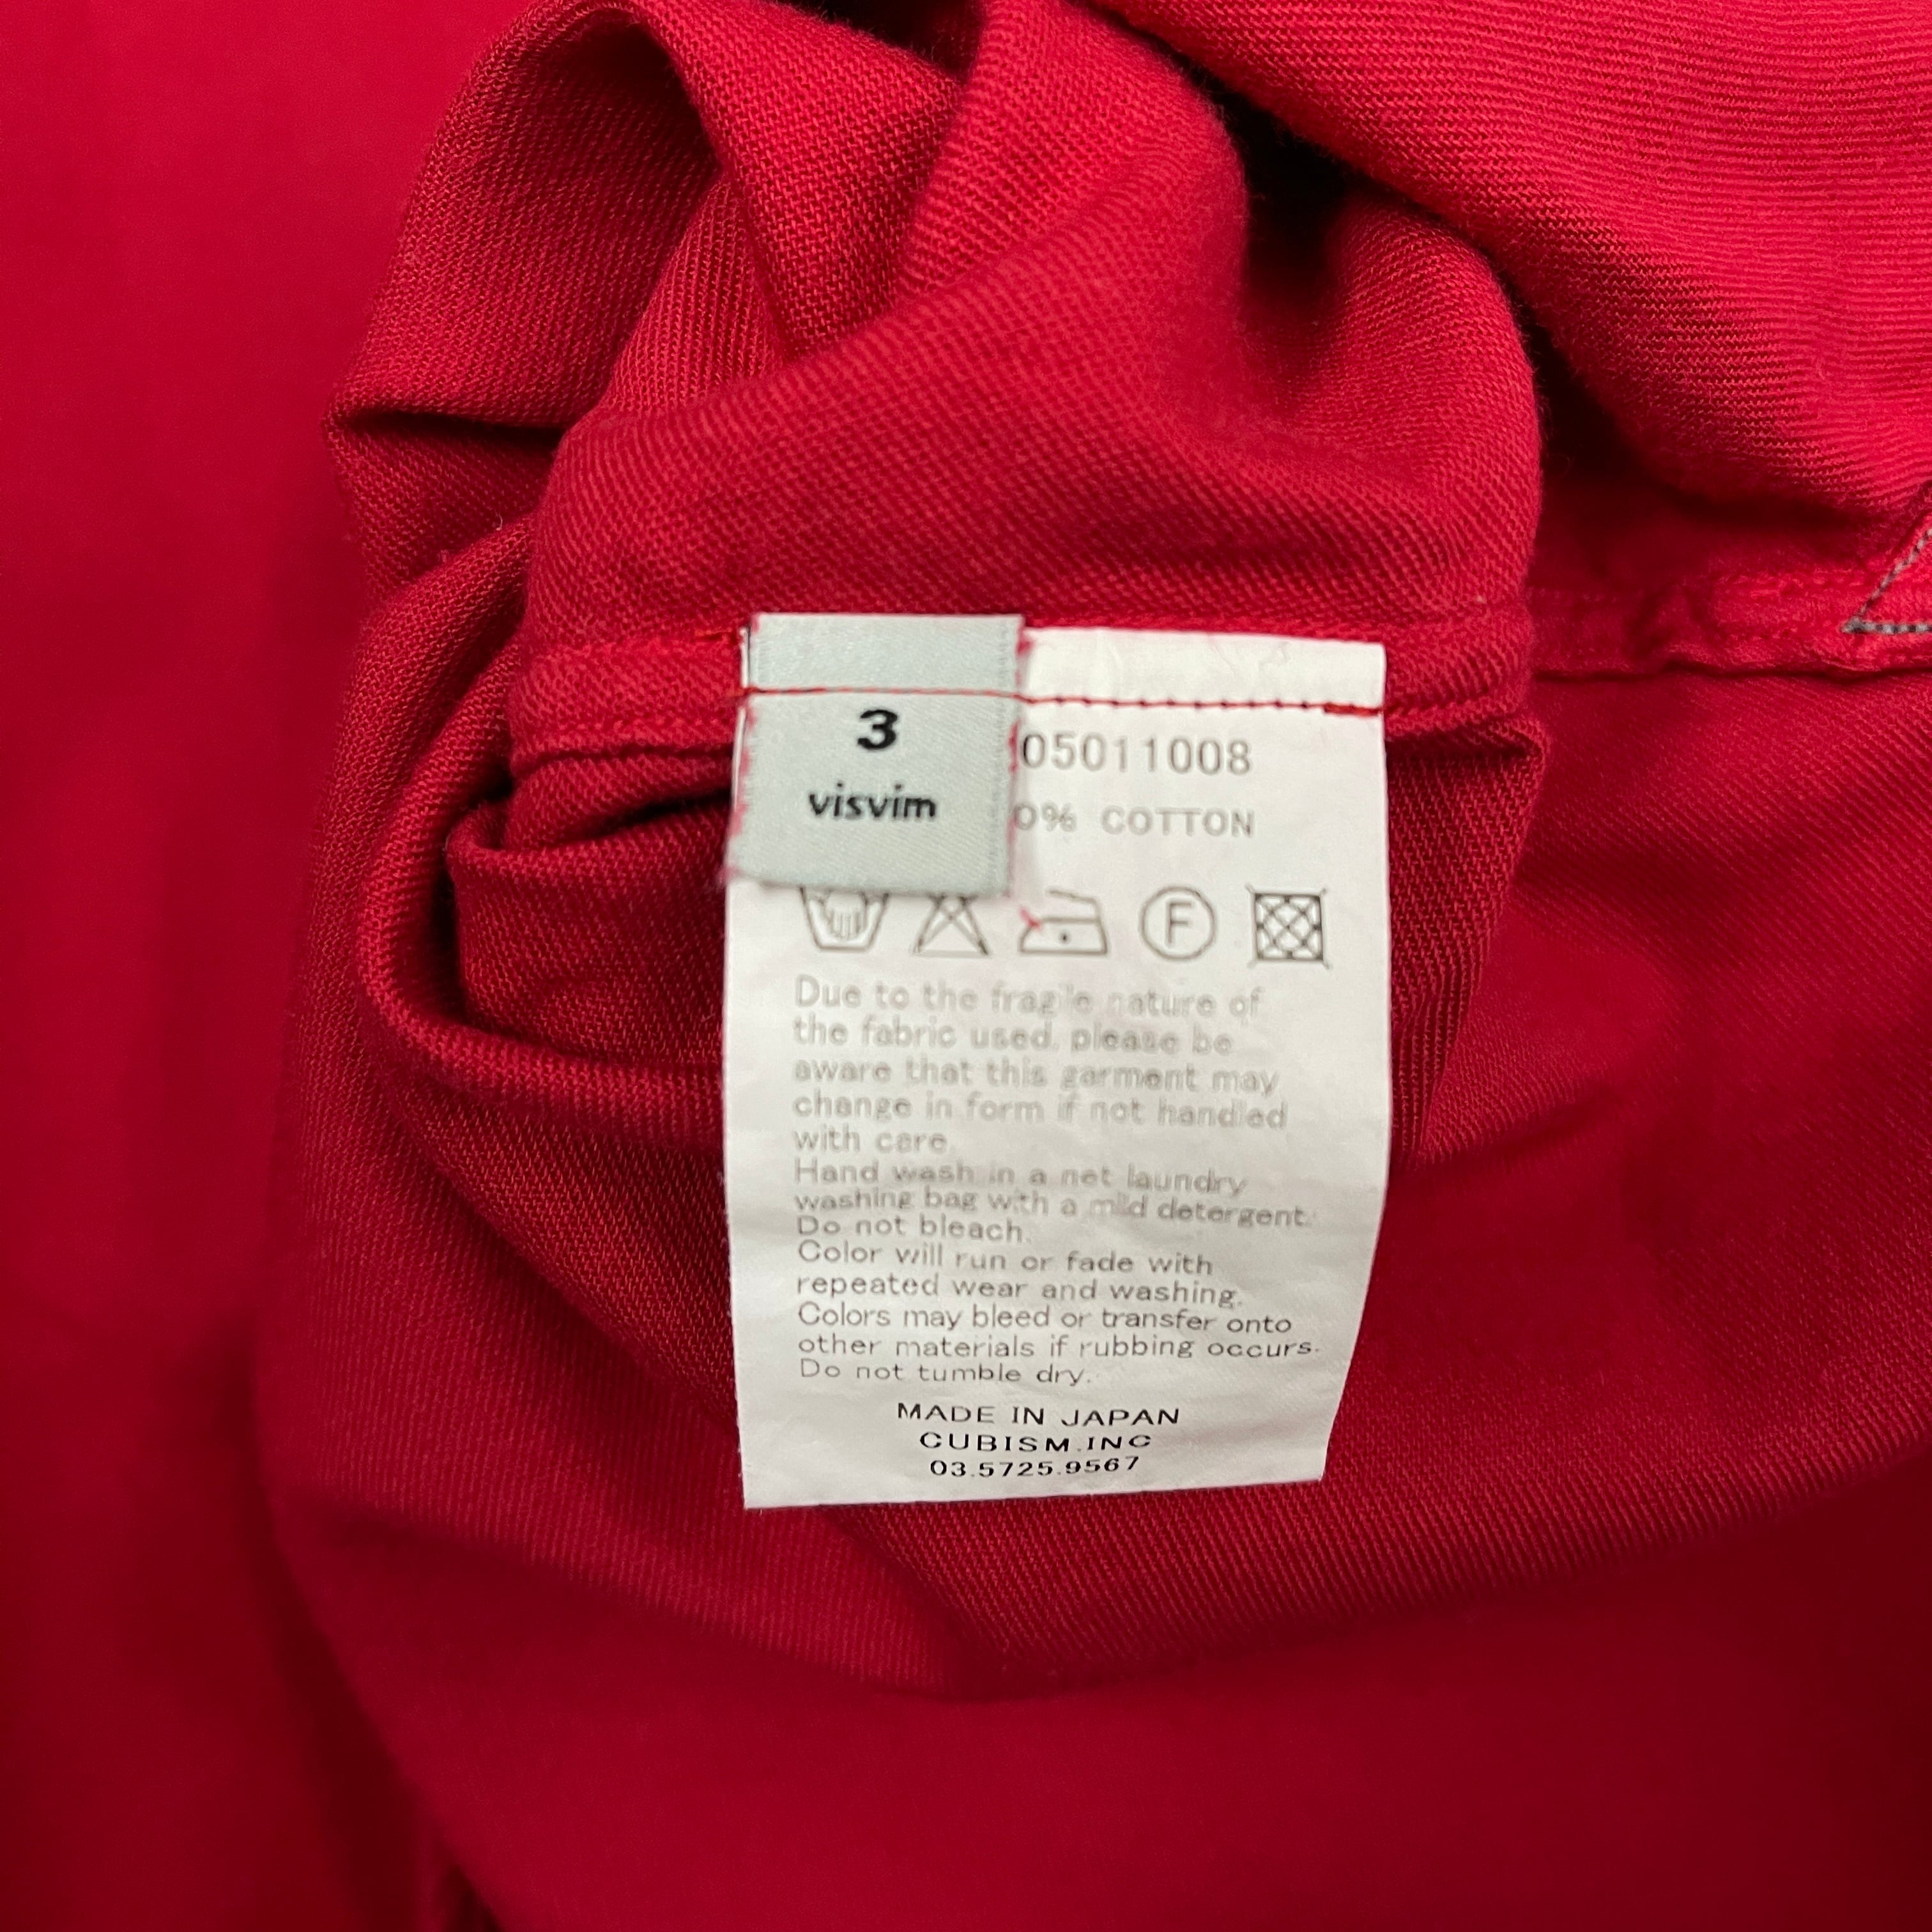 3
visvim
05011008
0% COTTON
F
Due to the fragile nature of
the fabric used, please be
aware that this garment may
change in form if not handled
with care.
Hand wash in a net laundry
washing bag with a mild detergent.
Do not bleach.
Color will run or fade with
repeated wear and washing.
Colors may bleed or transfer onto
other materials if rubbing occurs.
Do not tumble dry.
MADE IN JAPAN
CUBISM.INC
03.5725.9567